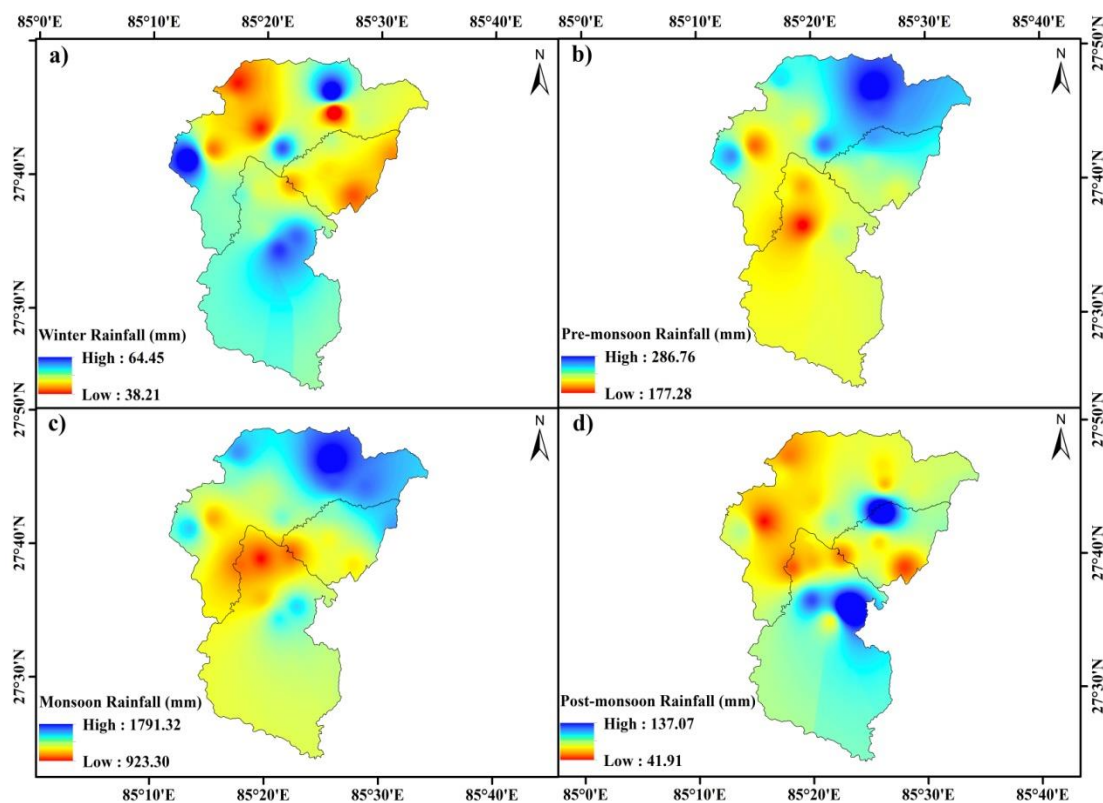 85°0'E 85°10'E 85°20'E 85°30'E 85°0'E 85°10'E 85°20'E 85°30'E 85°40'E
a)
N
27°40'N
27°30'N
Winter Rainfall (mm)
High : 64.45
Low : 38.21
b)
N
27°50'N
27°40'N
27°30'N
Pre-monsoon Rainfall (mm)
High : 286.76
Low : 177.28
27°50'N
c)
N
27°40'N
27°30'N
Monsoon Rainfall (mm)
High : 1791.32
Low : 923.30
d)
N
27°50'N
27°40'N
27°30'N
Post-monsoon Rainfall (mm)
High : 137.07
Low : 41.91
85°0'E 85°10'E 85°20'E 85°30'E 85°40'E 85°10'E 85°20'E 85°30'E 85°40'E